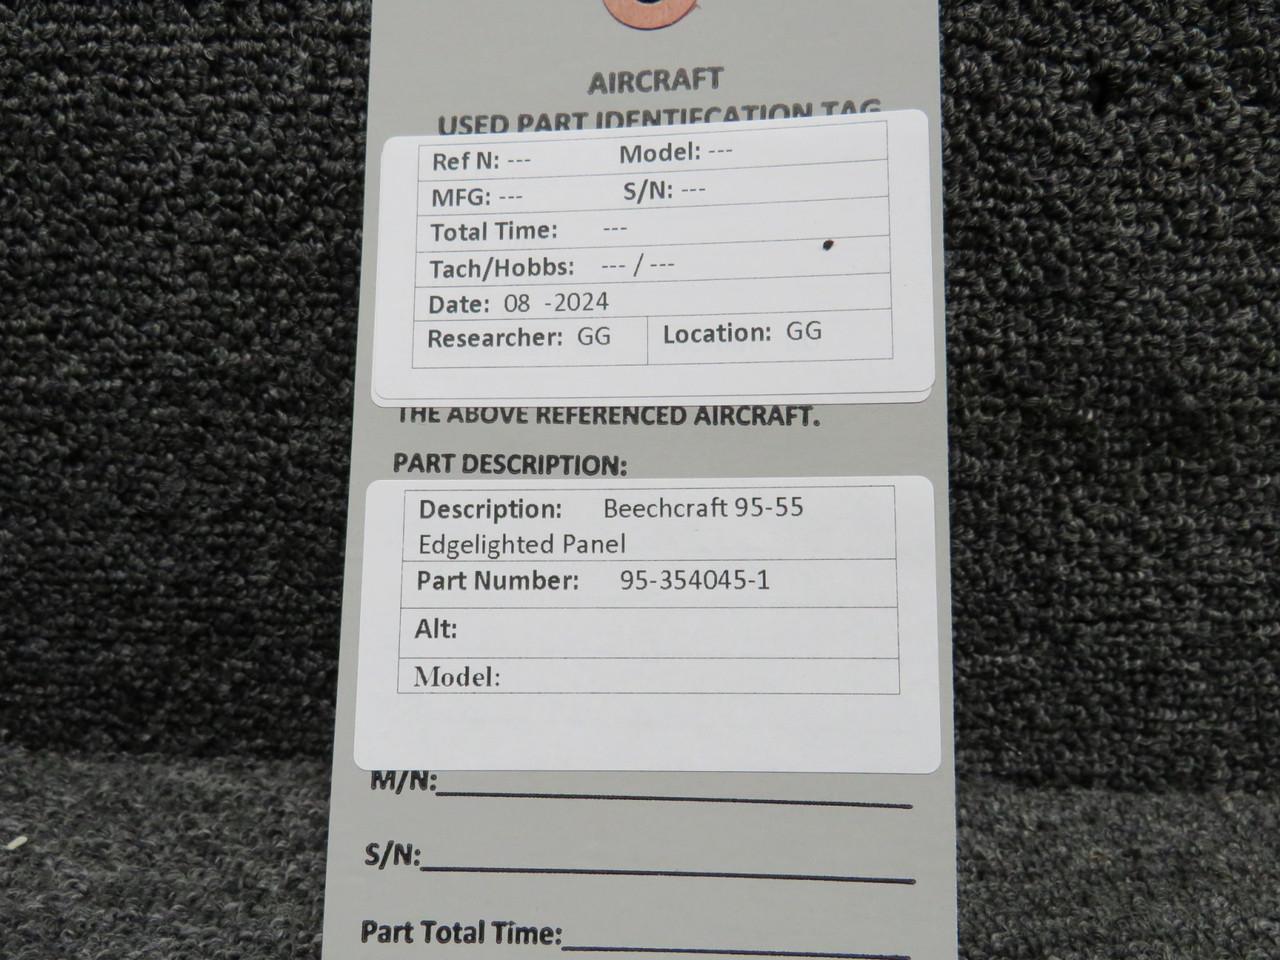 AIRCRAFT
USED PART IDENTIFCATION TAG
Ref N: --- Model: ---
MFG: --- S/N: ---
Total Time: ---
Tach/Hobbs: --- / ---
Date: 08 -2024
Researcher: GG Location: GG
THE ABOVE REFERENCED AIRCRAFT.
PART DESCRIPTION:
Description: Beechcraft 95-55
Edgelighted Panel
Part Number: 95-354045-1
Alt:
Model:
M/N:
S/N:
Part Total Time: